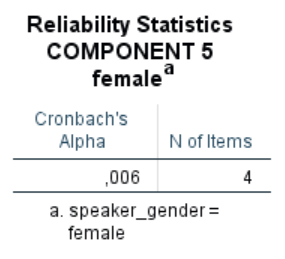 Reliability Statistics
COMPONENT 5
female^a
Cronbach's
Alpha
N of Items
,006
4
a. speaker_gender =
female